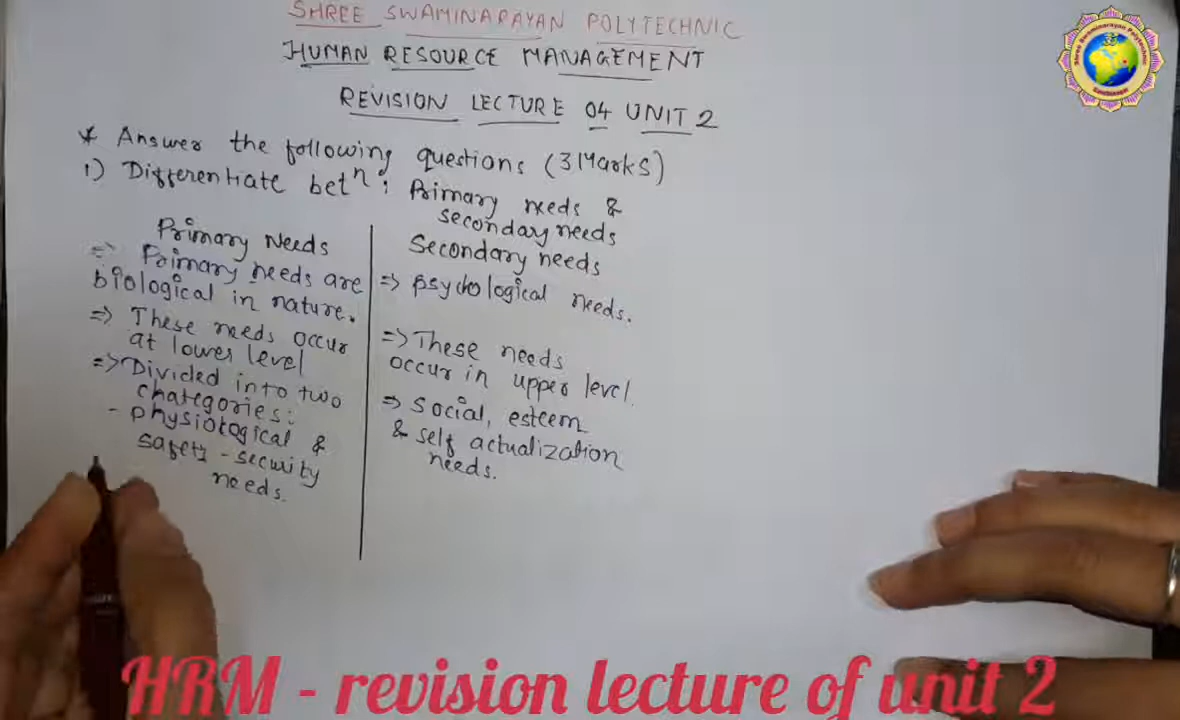 SHREE SWAMINARAYAN POLYTECHNIC
HUMAN RESOURCE MANAGEMENT
REVISION LECTURE 04 UNIT 2
* Answer the following questions (3 Marks)
1) Differentiate betn : Primary needs &
secondary needs
Primary Needs
=> Primary needs are
biological in nature.
=> These needs occur
at lower level
=> Divided into two
chategories:
- physiological &
safety - security
needs.
Secondary needs
=> psychological needs.
=> These needs
occur in upper level.
=> Social, esteem
& self actualization
needs.
Shree Swaminarayan Polytechnic
HRM - revision lecture of unit 2